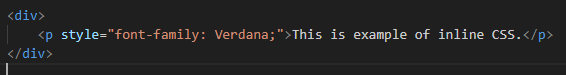 <div>
    <p style="font-family: Verdana;">This is example of inline CSS.</p>
</div>